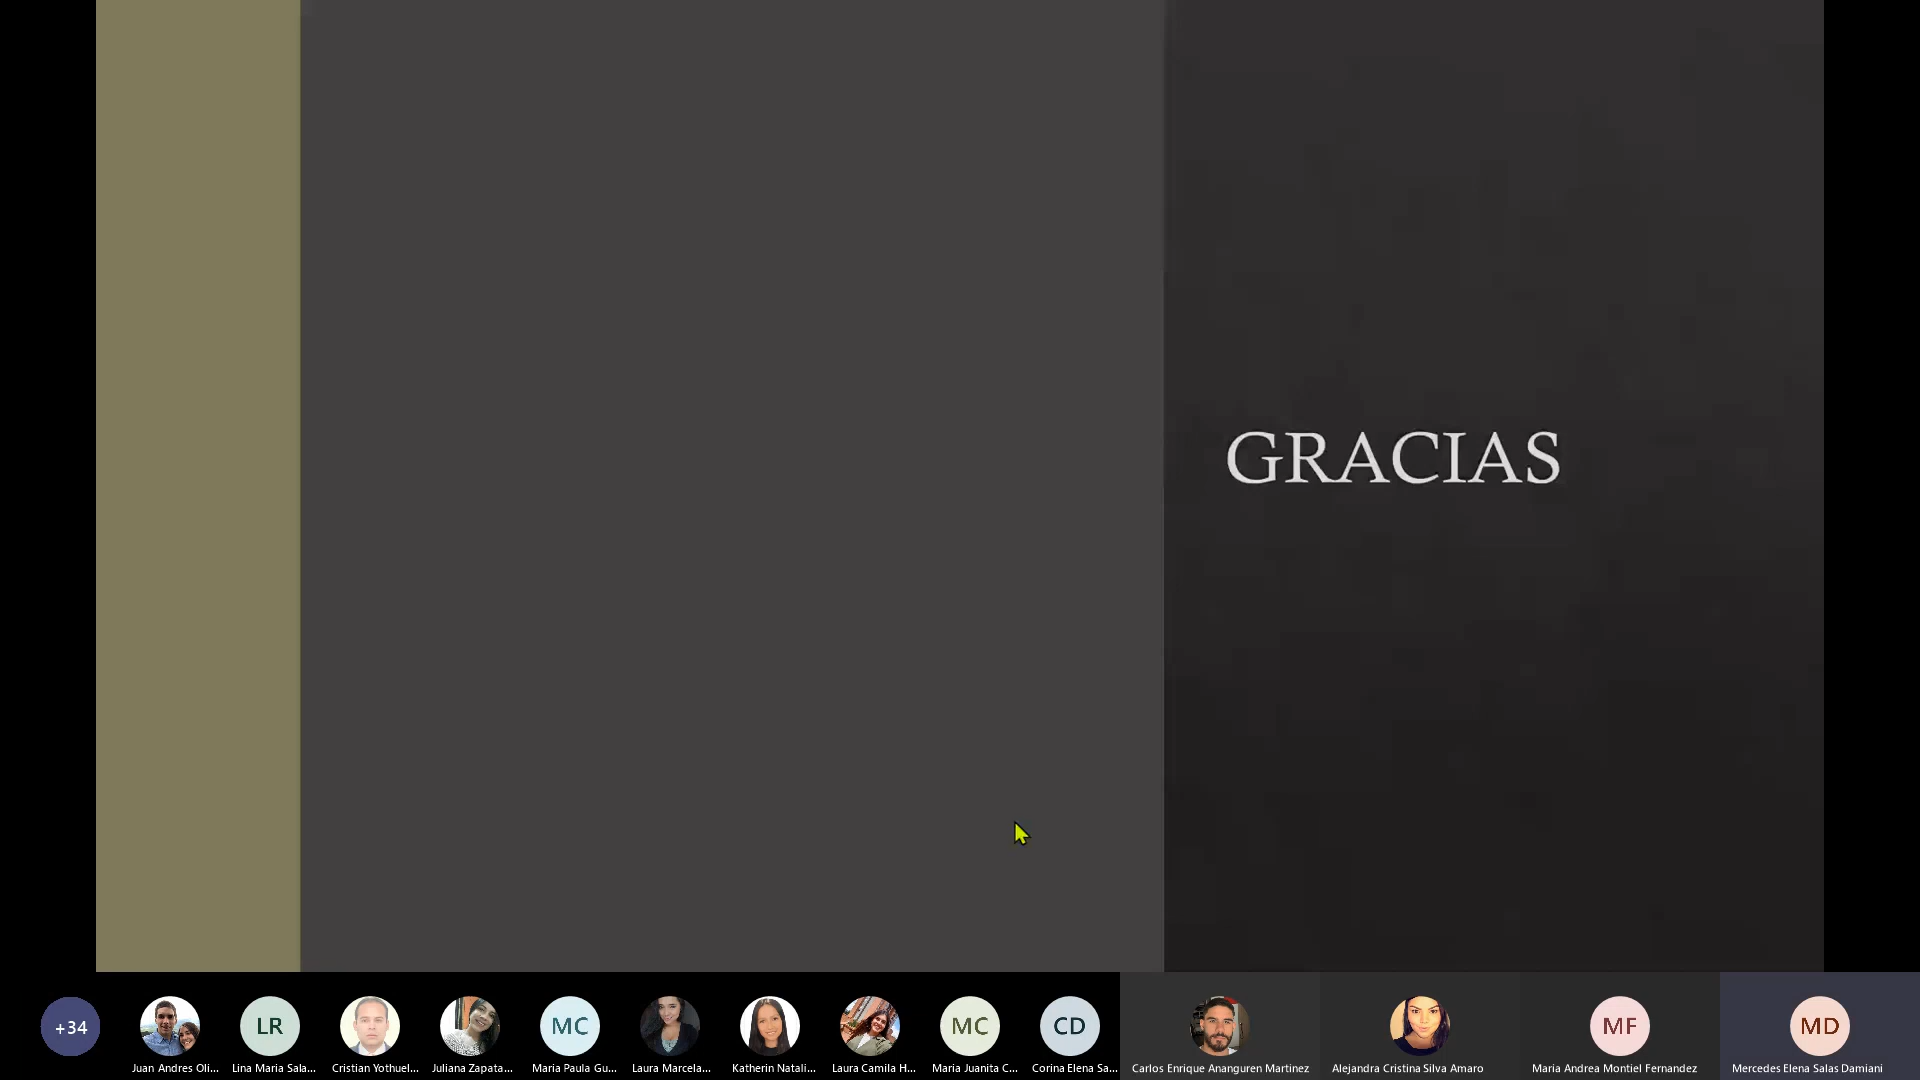 GRACIAS
+34
LR
MC
MC
CD
MF
MD
Juan Andres Oli...
Lina Maria Sala...
Cristian Yothuel...
Juliana Zapata...
Maria Paula Gu...
Laura Marcela...
Katherin Natali...
Laura Camila H...
Maria Juanita C...
Corina Elena Sa...
Carlos Enrique Ananguren Martinez
Alejandra Cristina Silva Amaro
Maria Andrea Montiel Fernandez
Mercedes Elena Salas Damiani